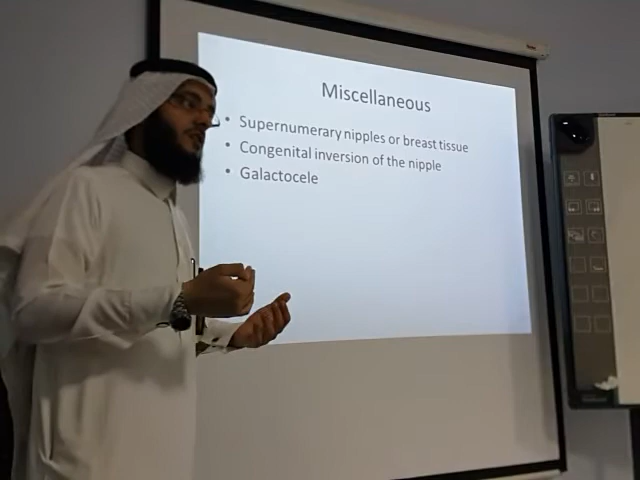 Miscellaneous
• Supernumerary nipples or breast tissue
• Congenital inversion of the nipple
• Galactocele